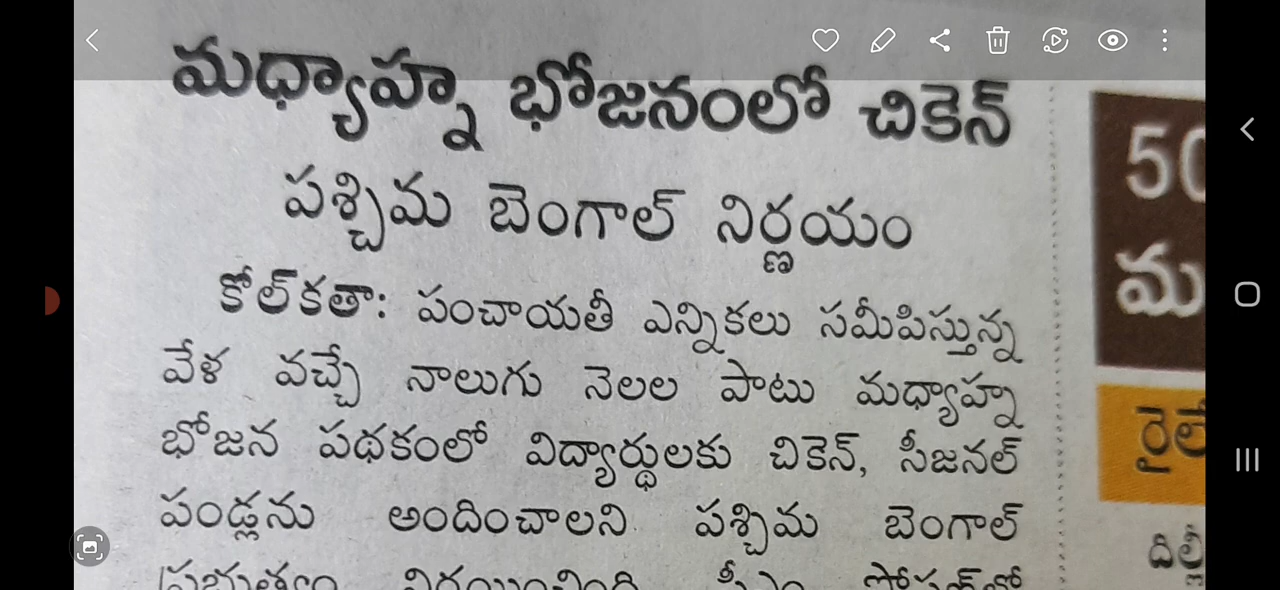 మధ్యాహ్న భోజనంలో చికెన్
పశ్చిమ బెంగాల్ నిర్ణయం
కోల్‌కతా: పంచాయతీ ఎన్నికలు సమీపిస్తున్న
వేళ వచ్చే నాలుగు నెలల పాటు మధ్యాహ్న
భోజన పథకంలో విద్యార్థులకు చికెన్, సీజనల్
పండ్లను అందించాలని పశ్చిమ బెంగాల్
50